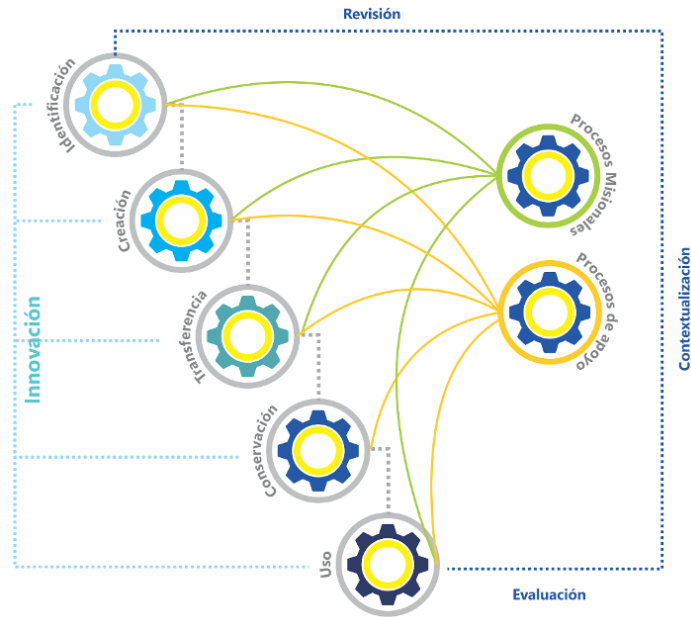 Revisión
Identificación
Procesos Misionales
Creación
Procesos de apoyo
Contextualización
Innovación
Transferencia
Conservación
Uso
Evaluación